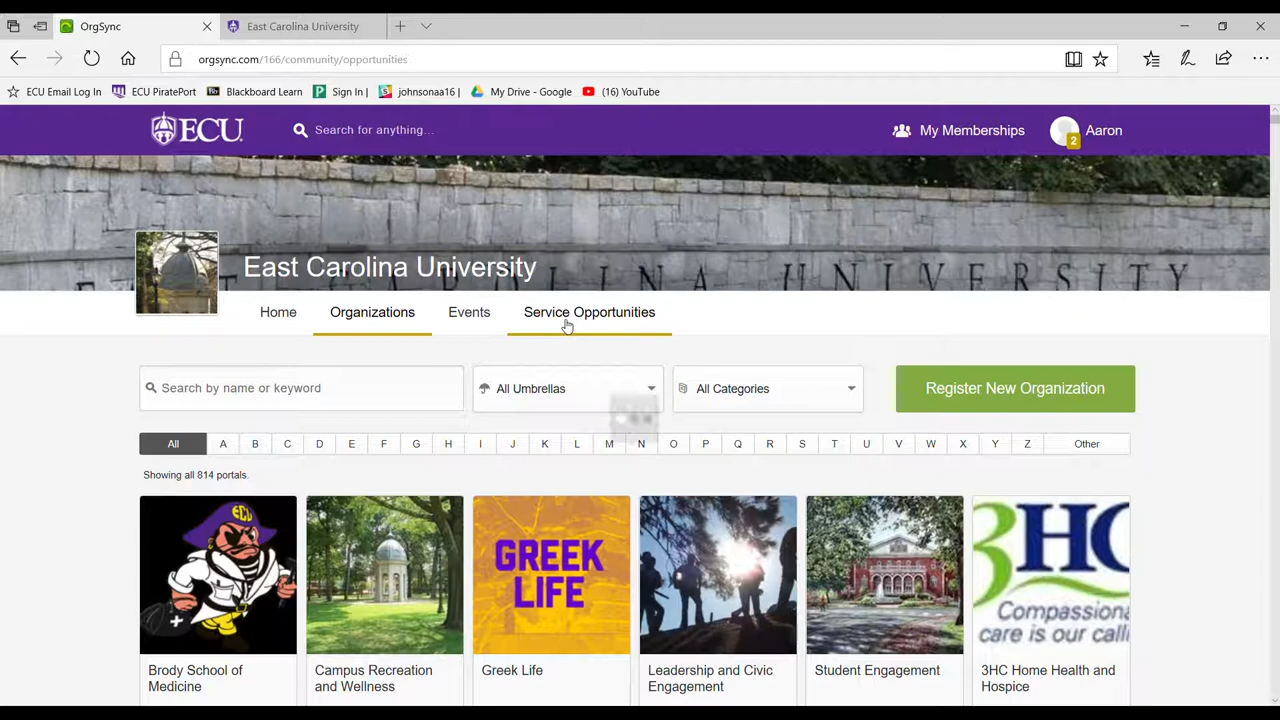 OrgSync
East Carolina University
orgsync.com/166/community/opportunities
ECU Email Log In
ECU PiratePort
Bb Blackboard Learn
Sign In |
johnsonaa16 |
My Drive - Google
(16) YouTube
ECU
Search for anything...
My Memberships
2
Aaron
East Carolina University
Home
Organizations
Events
Service Opportunities
Search by name or keyword
All Umbrellas
All Categories
Register New Organization
All A B C D E F G H I J K L M N O P Q R S T U V W X Y Z Other
Showing all 814 portals.
ECU
GREEK
LIFE
3HC
Compassiona
care is our calli
Brody School of
Medicine
Campus Recreation
and Wellness
Greek Life
Leadership and Civic
Engagement
Student Engagement
3HC Home Health and
Hospice